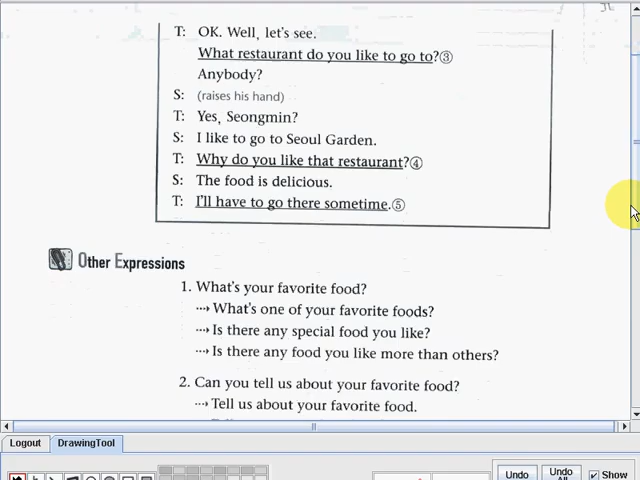 T: OK. Well, let's see.
What restaurant do you like to go to?③
Anybody?
S: (raises his hand)
T: Yes, Seongmin?
S: I like to go to Seoul Garden.
T: Why do you like that restaurant?④
S: The food is delicious.
T: I'll have to go there sometime.⑤
Other Expressions
1. What's your favorite food?
···→ What's one of your favorite foods?
···→ Is there any special food you like?
···→ Is there any food you like more than others?
2. Can you tell us about your favorite food?
···→ Tell us about your favorite food.
Logout DrawingTool
Undo Undo All Show